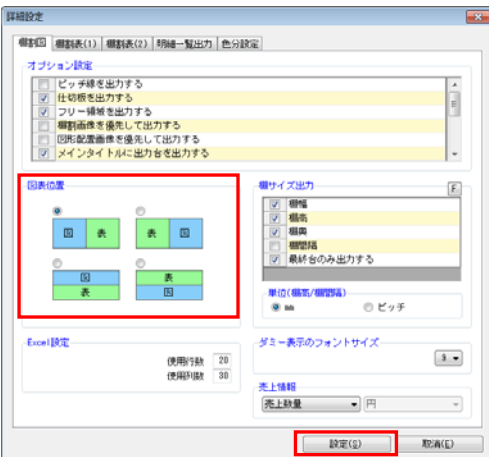 詳細設定
棚割図 棚割表(1) 棚割表(2) 明細一覧出力 色分設定
オプション設定
ピッチ線を出力する
仕切板を出力する
フリー領域を出力する
棚割画像を優先して出力する
図形配置画像を優先して出力する
メインタイトルに出力台を出力する
図表位置
図 表 表 図
図 表
表 図
棚サイズ出力 F
棚幅
棚高
棚奥
棚間隔
最終台のみ出力する
単位(棚高/棚間隔)
mm ピッチ
Excel設定
使用行数 20
使用列数 30
ダミー表示のフォントサイズ
9
売上情報
売上数量 円
設定(S) 取消(E)